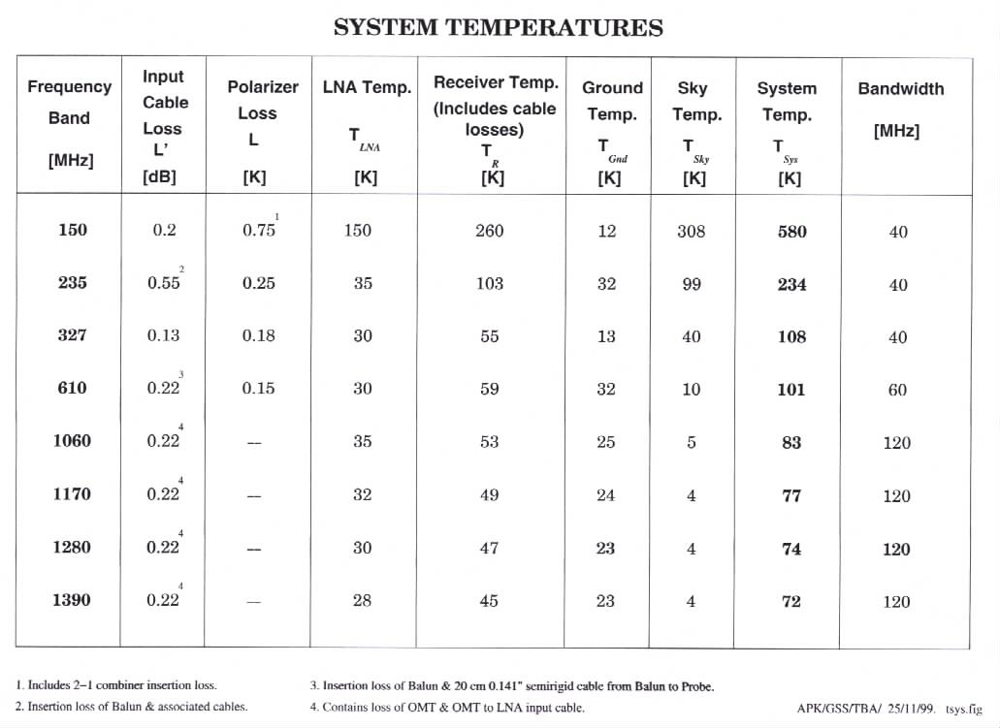 SYSTEM TEMPERATURES
Frequency Band [MHz] Input Cable Loss L' [dB] Polarizer Loss L [K] LNA Temp. T LNA [K] Receiver Temp. (Includes cable losses) T R [K] Ground Temp. T Gnd [K] Sky Temp. T Sky [K] System Temp. T Sys [K] Bandwidth [MHz]
150 0.2 0.75 1 150 260 12 308 580 40
235 0.55 2 0.25 35 103 32 99 234 40
327 0.13 0.18 30 55 13 40 108 40
610 0.22 3 0.15 30 59 32 10 101 60
1060 0.22 4 — 35 53 25 5 83 120
1170 0.22 4 — 32 49 24 4 77 120
1280 0.22 4 — 30 47 23 4 74 120
1390 0.22 4 — 28 45 23 4 72 120
1. Includes 2–1 combiner insertion loss. 3. Insertion loss of Balun & 20 cm 0.141" semirigid cable from Balun to Probe.
2. Insertion loss of Balun & associated cables. 4. Contains loss of OMT & OMT to LNA input cable. APK/GSS/TBA/ 25/11/99. tsys.fig